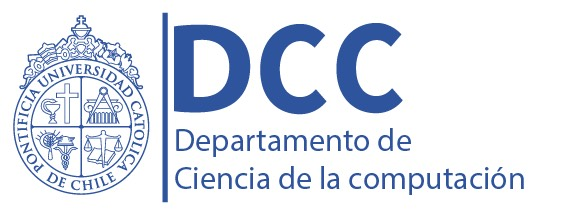 PONTIFICIA UNIVERSIDAD CATOLICA DE CHILE
DCC
Departamento de
Ciencia de la computación